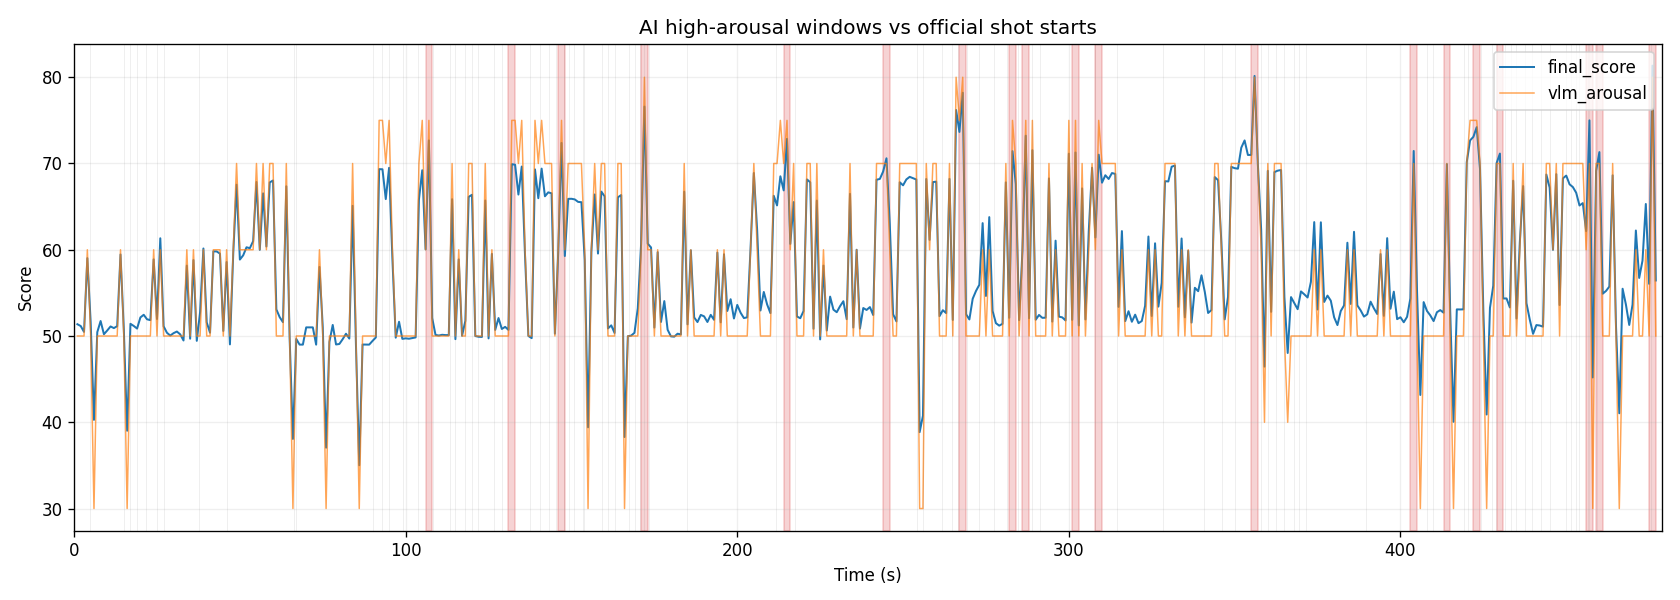 AI high-arousal windows vs official shot starts
final_score
vlm_arousal
Score
80
70
60
50
40
30
0 100 200 300 400
Time (s)